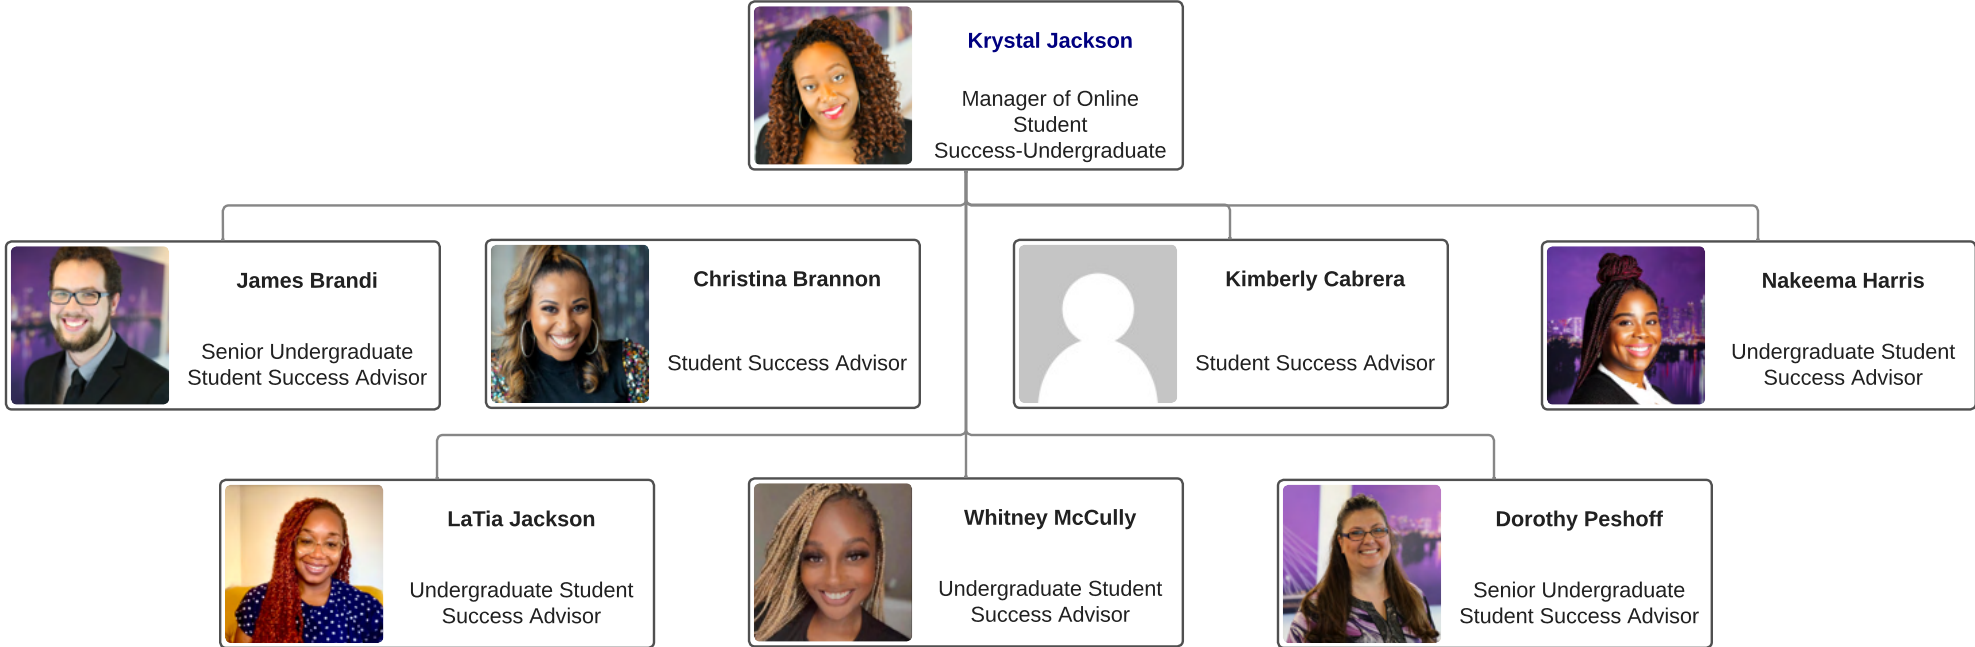 Krystal Jackson
Manager of Online
Student
Success-Undergraduate
James Brandi
Senior Undergraduate
Student Success Advisor
Christina Brannon
Student Success Advisor
Kimberly Cabrera
Student Success Advisor
Nakeema Harris
Undergraduate Student
Success Advisor
LaTia Jackson
Undergraduate Student
Success Advisor
Whitney McCully
Undergraduate Student
Success Advisor
Dorothy Peshoff
Senior Undergraduate
Student Success Advisor